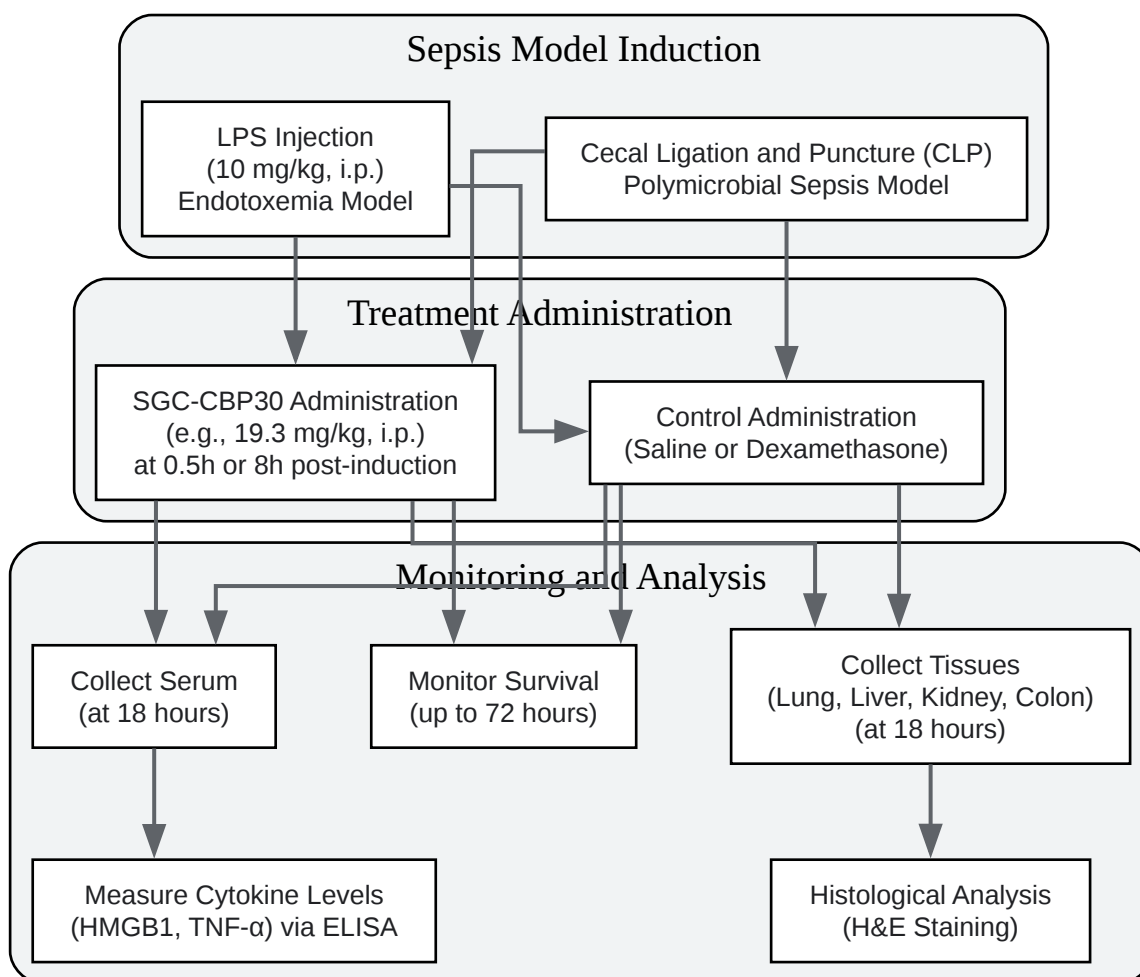 Sepsis Model Induction
LPS Injection
(10 mg/kg, i.p.)
Endotoxemia Model
Cecal Ligation and Puncture (CLP)
Polymicrobial Sepsis Model
Treatment Administration
SGC-CBP30 Administration
(e.g., 19.3 mg/kg, i.p.)
at 0.5h or 8h post-induction
Control Administration
(Saline or Dexamethasone)
Monitoring and Analysis
Collect Serum
(at 18 hours)
Monitor Survival
(up to 72 hours)
Collect Tissues
(Lung, Liver, Kidney, Colon)
(at 18 hours)
Measure Cytokine Levels
(HMGB1, TNF-α) via ELISA
Histological Analysis
(H&E Staining)